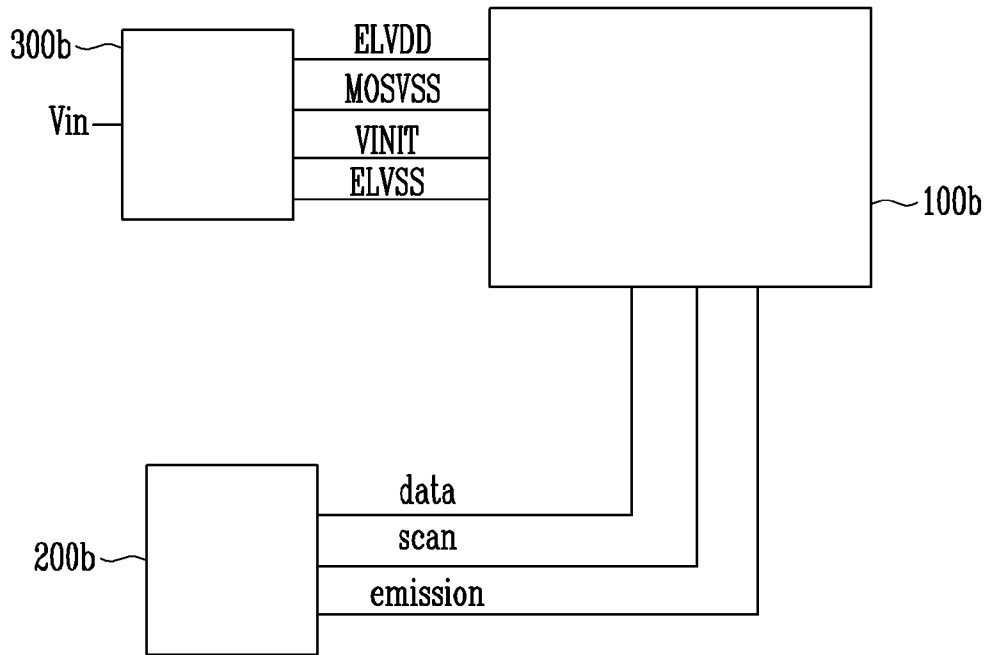 300b
Vin
ELVDD
MOSVSS
VINIT
ELVSS
100b
200b
data
scan
emission